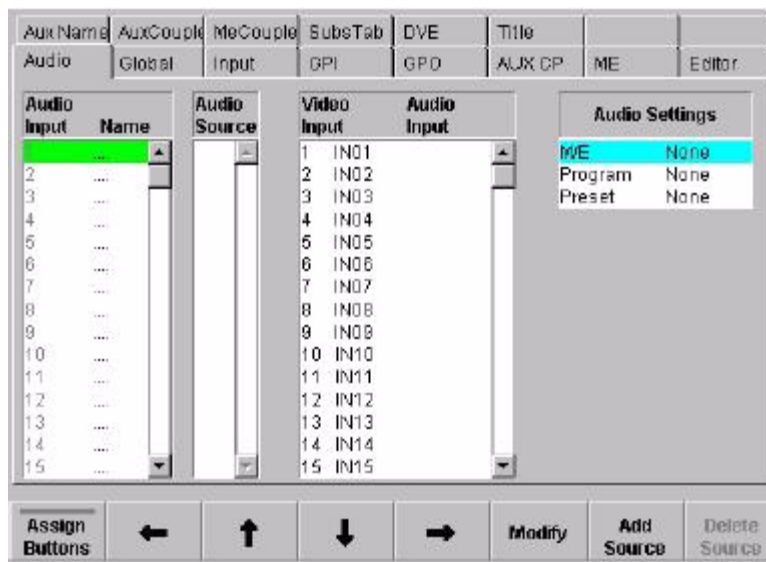 Aux Name AuxCouple MeCouple SubsTab DVE Title
Audio Global Input GPI GPO AUX CP ME Editor
Audio Input Name
Audio Source
Video Input
Audio Input
Audio Settings
1 ...
2 ...
3 ...
4 ...
5 ...
6 ...
7 ...
8 ...
9 ...
10 ...
11 ...
12 ...
13 ...
14 ...
15 ...
1 IN01
2 IN02
3 IN03
4 IN04
5 IN05
6 IN06
7 IN07
8 IN08
9 IN09
10 IN10
11 IN11
12 IN12
13 IN13
14 IN14
15 IN15
M/E None
Program None
Preset None
Assign Buttons
Modify
Add Source
Delete Source